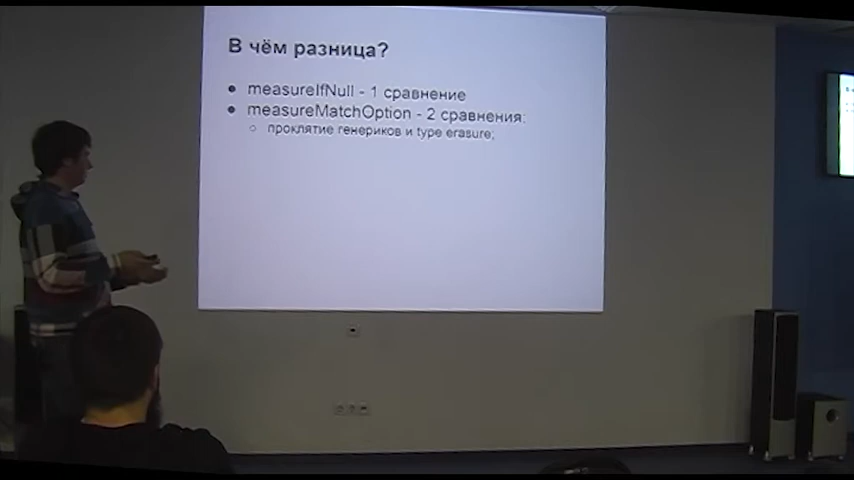 В чём разница?
measureIfNull - 1 сравнение
measureMatchOption - 2 сравнения;
проклятие генериков и type erasure;